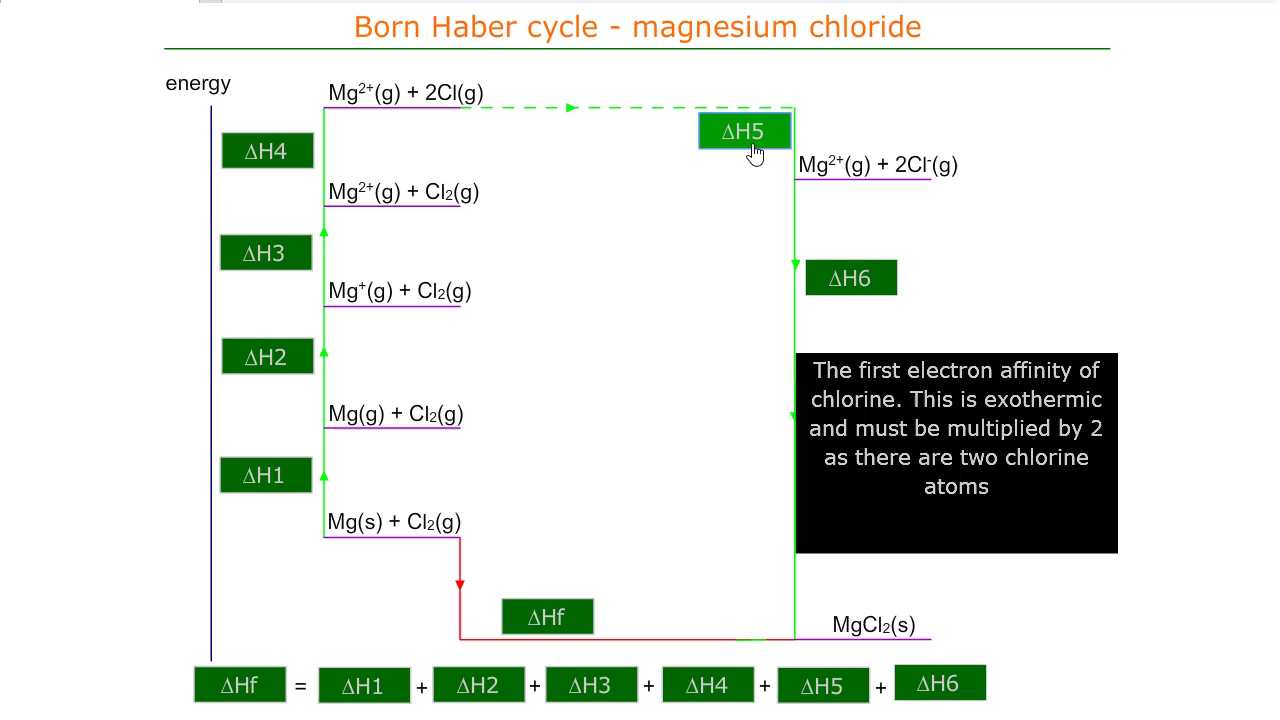 Born Haber cycle - magnesium chloride
energy
Mg²⁺(g) + 2Cl(g)
ΔH5
ΔH4
Mg²⁺(g) + 2Cl⁻(g)
Mg²⁺(g) + Cl₂(g)
ΔH3
ΔH6
Mg⁺(g) + Cl₂(g)
ΔH2
The first electron affinity of
chlorine. This is exothermic
and must be multiplied by 2
as there are two chlorine
atoms
Mg(g) + Cl₂(g)
ΔH1
Mg(s) + Cl₂(g)
ΔHf
MgCl₂(s)
ΔHf = ΔH1 + ΔH2 + ΔH3 + ΔH4 + ΔH5 + ΔH6